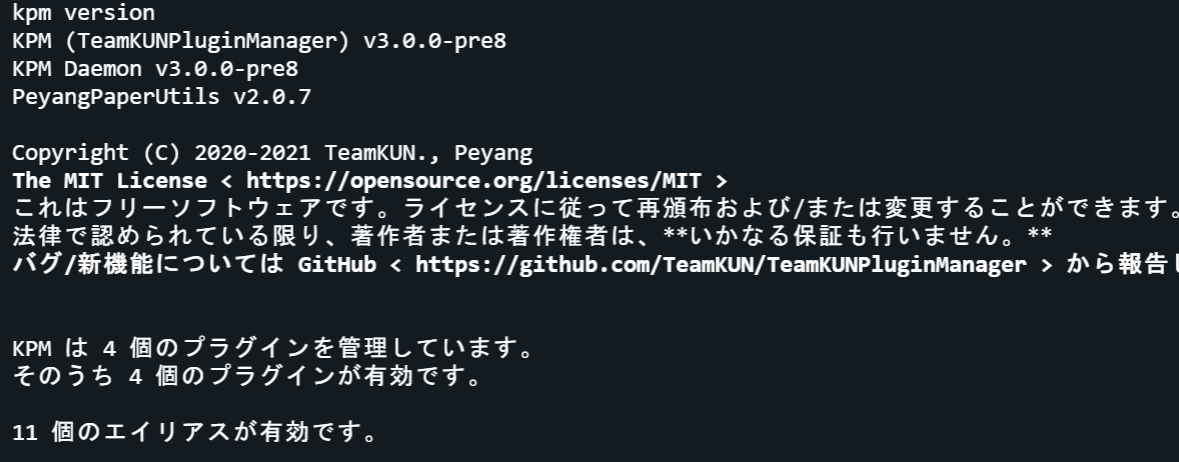 kpm version
KPM (TeamKUNPluginManager) v3.0.0-pre8
KPM Daemon v3.0.0-pre8
PeyangPaperUtils v2.0.7
Copyright (C) 2020-2021 TeamKUN., Peyang
The MIT License < https://opensource.org/licenses/MIT >
これはフリーソフトウェアです。ライセンスに従って再頒布および/または変更することができます。
法律で認められている限り、著作者または著作権者は、**いかなる保証も行いません。**
バグ/新機能については GitHub < https://github.com/TeamKUN/TeamKUNPluginManager > から報告し
KPM は 4 個のプラグインを管理しています。
そのうち 4 個のプラグインが有効です。
11 個のエイリアスが有効です。